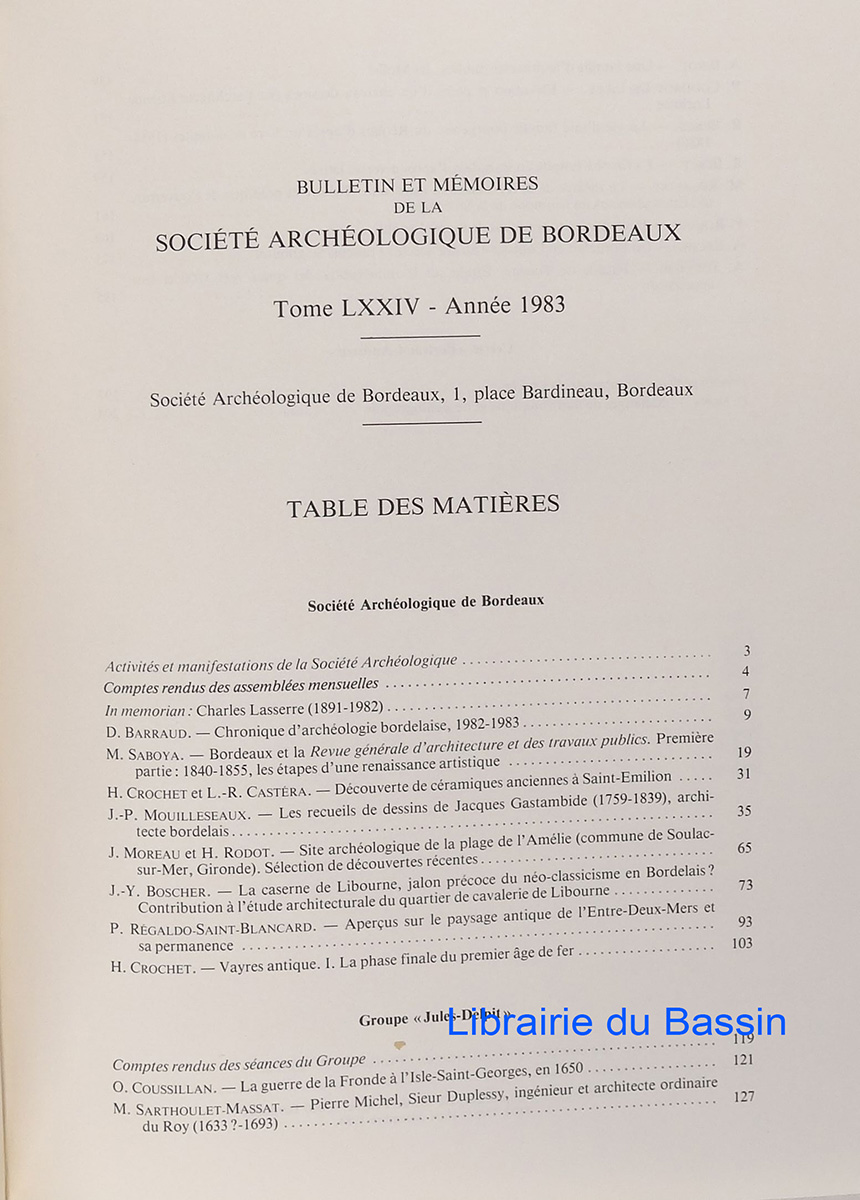 BULLETIN ET MÉMOIRES
DE LA
SOCIÉTÉ ARCHÉOLOGIQUE DE BORDEAUX
Tome LXXIV - Année 1983
Société Archéologique de Bordeaux, 1, place Bardineau, Bordeaux
TABLE DES MATIÈRES
Société Archéologique de Bordeaux
Activités et manifestations de la Société Archéologique 3
Comptes rendus des assemblées mensuelles 4
In memorian : Charles Lasserre (1891-1982) 7
D. BARRAUD. — Chronique d'archéologie bordelaise, 1982-1983 9
M. SABOYA. — Bordeaux et la Revue générale d'architecture et des travaux publics. Première
partie : 1840-1855, les étapes d'une renaissance artistique 19
H. CROCHET et L.-R. CASTÉRA. — Découverte de céramiques anciennes à Saint-Emilion 31
J.-P. MOUILLESEAUX. — Les recueils de dessins de Jacques Gastambide (1759-1839), archi-
tecte bordelais 35
J. MOREAU et H. RODOT. — Site archéologique de la plage de l'Amélie (commune de Soulac-
sur-Mer, Gironde). Sélection de découvertes récentes 65
J.-Y. BOSCHER. — La caserne de Libourne, jalon précoce du néo-classicisme en Bordelais ?
Contribution à l'étude architecturale du quartier de cavalerie de Libourne 73
P. RÉGALDO-SAINT-BLANCARD. — Aperçus sur le paysage antique de l'Entre-Deux-Mers et
sa permanence 93
H. CROCHET. — Vayres antique. I. La phase finale du premier âge de fer 103
Groupe « Jules-Delpit »
Librairie du Bassin
Comptes rendus des séances du Groupe 119
O. COUSSILLAN. — La guerre de la Fronde à l'Isle-Saint-Georges, en 1650 121
M. SARTHOULET-MASSAT. — Pierre Michel, Sieur Duplessy, ingénieur et architecte ordinaire
du Roy (1633 ?-1693) 127